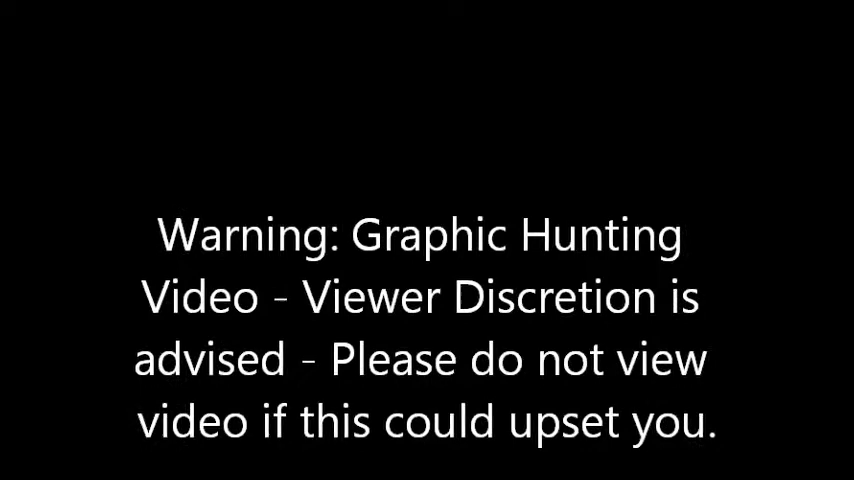 Warning: Graphic Hunting
Video - Viewer Discretion is
advised - Please do not view
video if this could upset you.